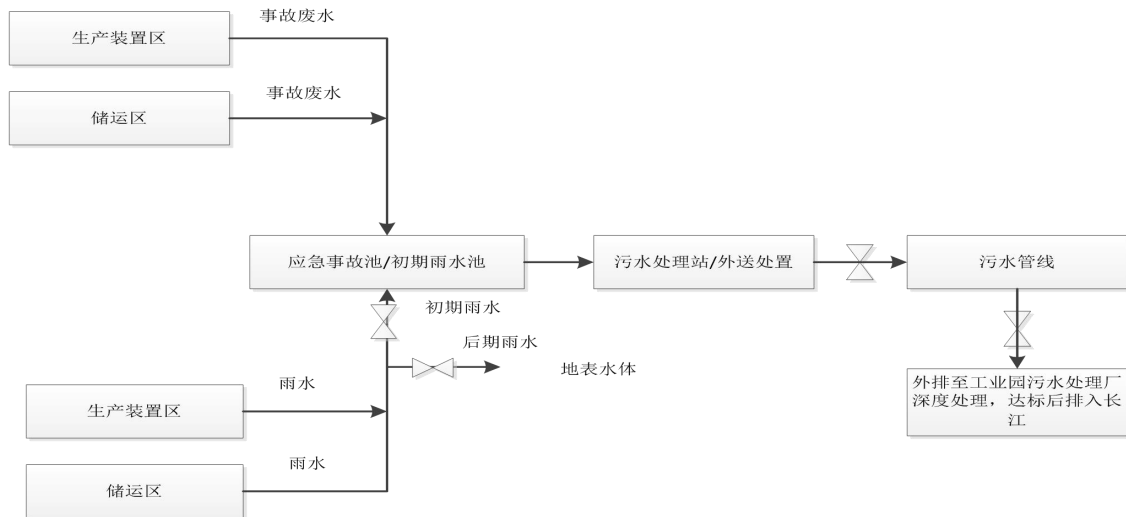 事故废水
生产装置区
事故废水
储运区
应急事故池/初期雨水池
污水处理站/外送处置
污水管线
初期雨水
后期雨水
地表水体
雨水
生产装置区
外排至工业园污水处理厂
深度处理，达标后排入长
江
雨水
储运区